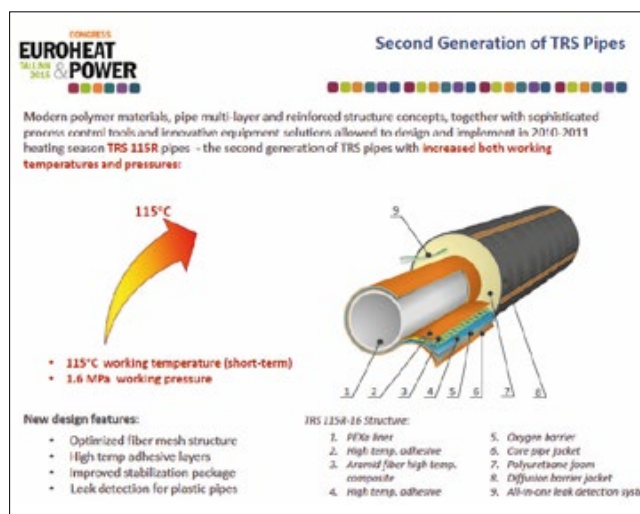 CONGRESS
EUROHEAT
TALLINN
2015
&POWER
Second Generation of TRS Pipes
Modern polymer materials, pipe multi-layer and reinforced structure concepts, together with sophisticated
process control tools and innovative equipment solutions allowed to design and implement in 2010-2011
heating season TRS 115R pipes - the second generation of TRS pipes with increased both working
temperatures and pressures:
115°C
9
• 115°C working temperature (short-term)
• 1.6 MPa working pressure
1 2 3 4 5 6 7 8
New design features:
• Optimized fiber mesh structure
• High temp adhesive layers
• Improved stabilization package
• Leak detection for plastic pipes
TRS 115R-16 Structure:
1. PEXa liner
2. High temp. adhesive
3. Aramid fiber high temp.
composite
4. High temp. adhesive
5. Oxygen barrier
6. Core pipe jacket
7. Polyurethane foam
8. Diffusion barrier jacket
9. All-in-one leak detection syste